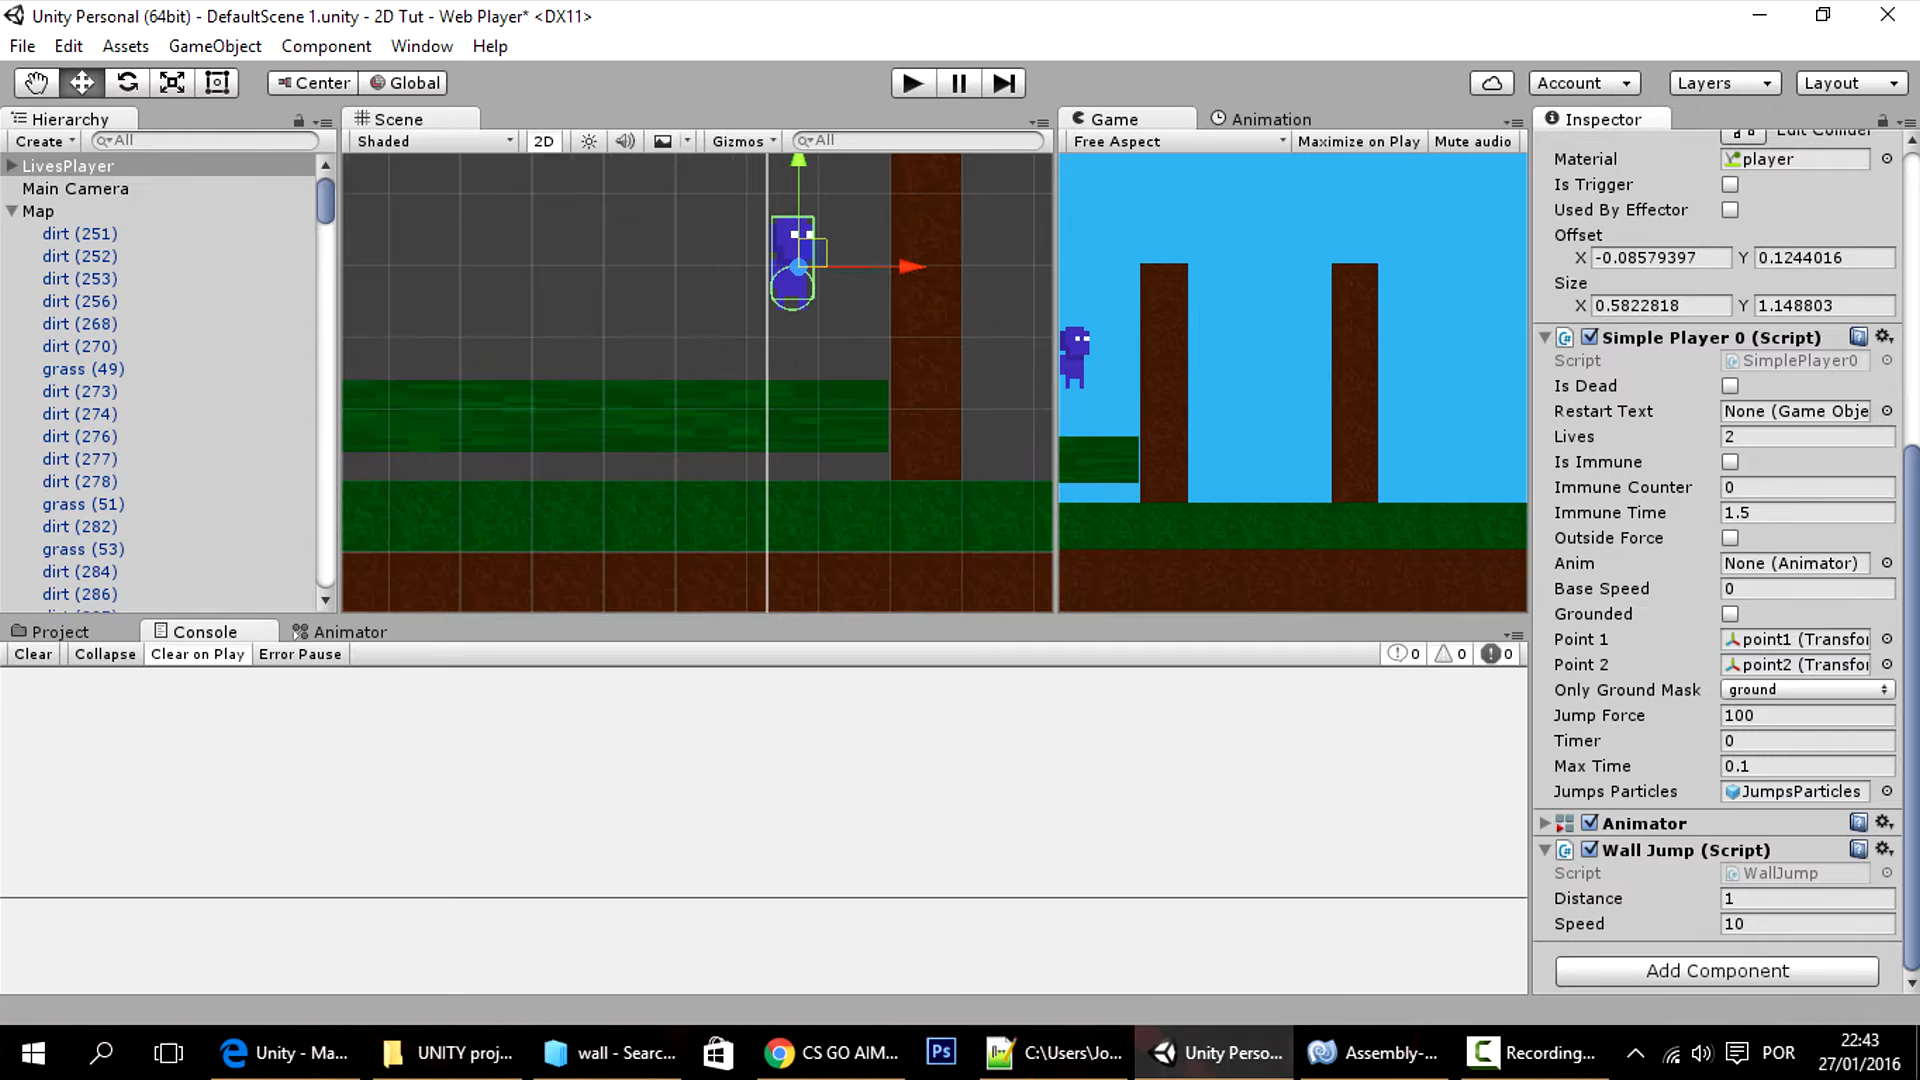 Unity Personal (64bit) - DefaultScene 1.unity - 2D Tut - Web Player* <DX11>
File Edit Assets GameObject Component Window Help
Center Global Account Layers Layout
Hierarchy
Create All
LivesPlayer
Main Camera
Map
dirt (251)
dirt (252)
dirt (253)
dirt (256)
dirt (268)
dirt (270)
grass (49)
dirt (273)
dirt (274)
dirt (276)
dirt (277)
dirt (278)
grass (51)
dirt (282)
grass (53)
dirt (284)
dirt (286)
Scene
Shaded 2D Gizmos All
Game Animation
Free Aspect Maximize on Play Mute audio
Inspector
Edit Collider
Material player
Is Trigger
Used By Effector
Offset
X -0.08579397 Y 0.1244016
Size
X 0.5822818 Y 1.148803
Simple Player 0 (Script)
Script SimplePlayer0
Is Dead
Restart Text None (Game Obje
Lives 2
Is Immune
Immune Counter 0
Immune Time 1.5
Outside Force
Anim None (Animator)
Base Speed 0
Grounded
Point 1 point1 (Transfor
Point 2 point2 (Transfor
Only Ground Mask ground
Jump Force 100
Timer 0
Max Time 0.1
Jumps Particles JumpsParticles
Animator
Wall Jump (Script)
Script WallJump
Distance 1
Speed 10
Add Component
Project Console Animator
Clear Collapse Clear on Play Error Pause 0 0 0
Unity - Ma... UNITY proj... wall - Searc... CS GO AIM... Ps C:\Users\Jo... Unity Perso... Assembly-... Recording... POR 22:43
27/01/2016